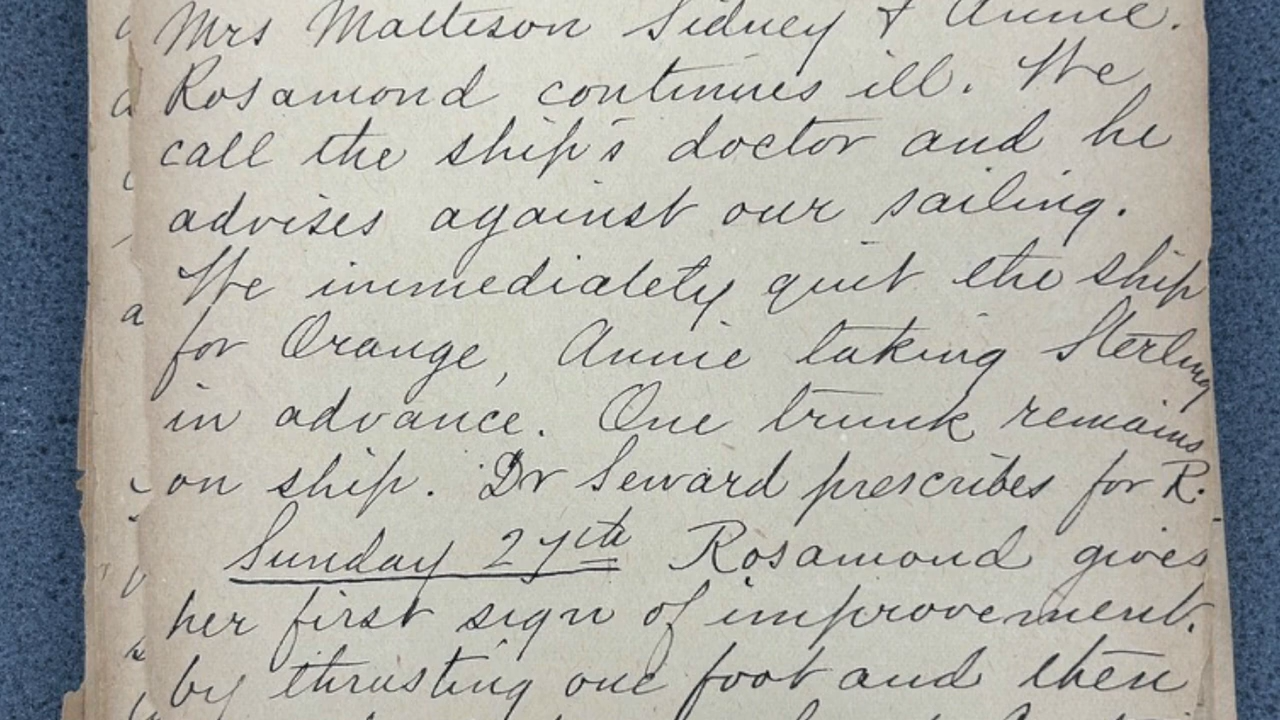 Mrs Matteson Sidney & Annie.
Rosamond continues ill. We
call the ship's doctor and he
advises against our sailing.
We immediately quit the ship
for Orange, Annie taking Sterling
in advance. One trunk remains
on ship. Dr Seward prescribes for R.
Sunday 27th Rosamond gives
her first sign of improvement.
by thrusting one foot and then